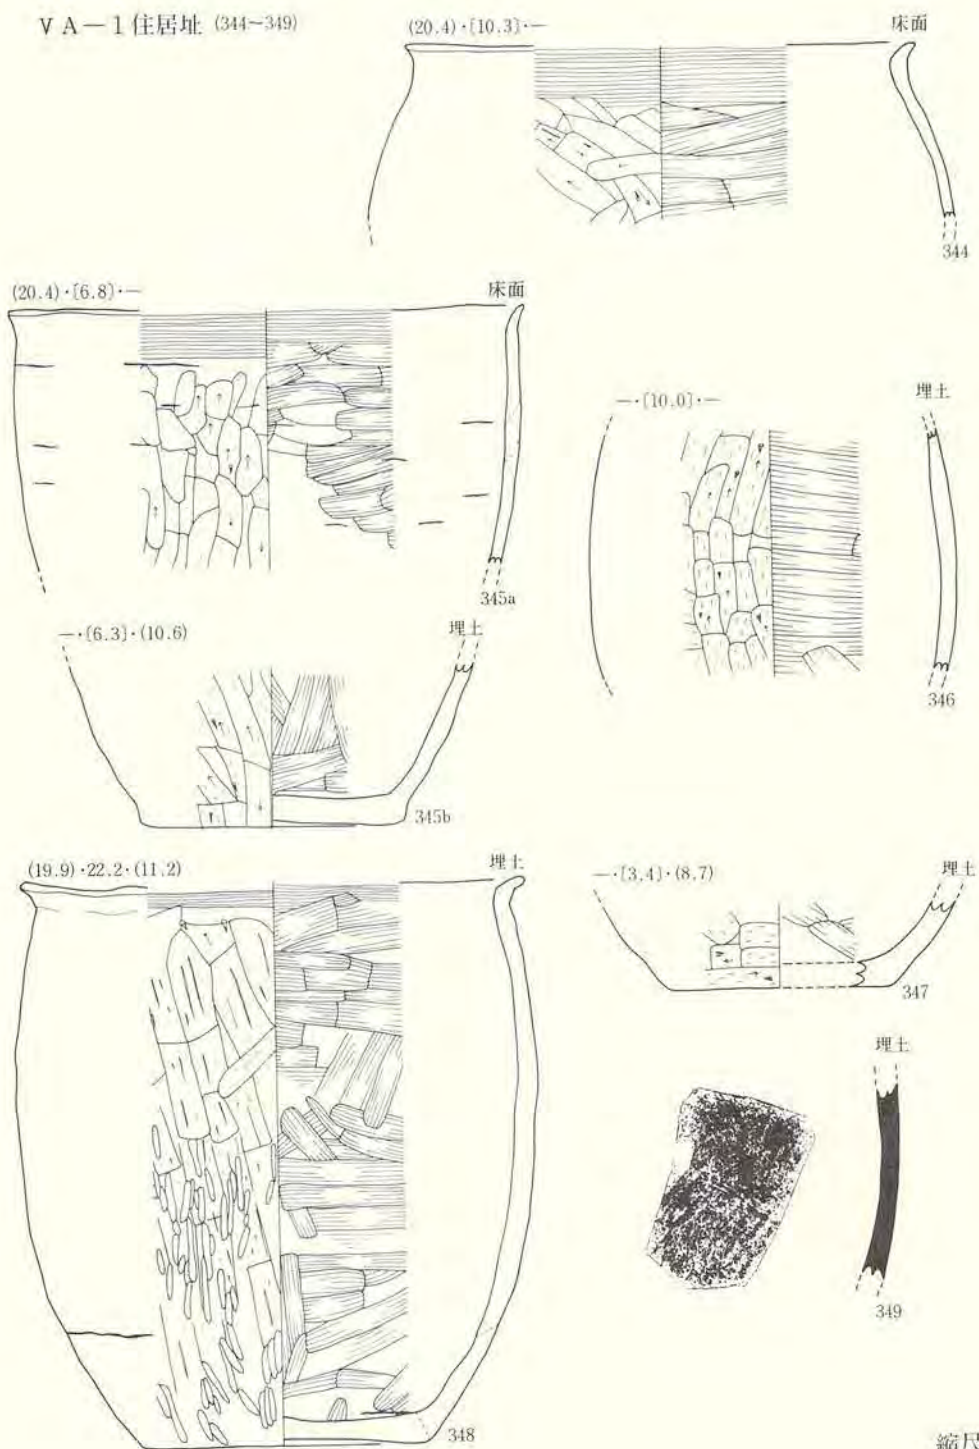 Ⅴ A－1 住居址 (344～349)
(20.4)・[10.3]・―
床面
344
(20.4)・[6.8]・―
床面
345a
―・[10.0]・―
埋土
346
―・[6.3]・(10.6)
埋土
345b
(19.9)・22.2・(11.2)
埋土
348
―・[3.4]・(8.7)
埋土
347
埋土
349
縮尺